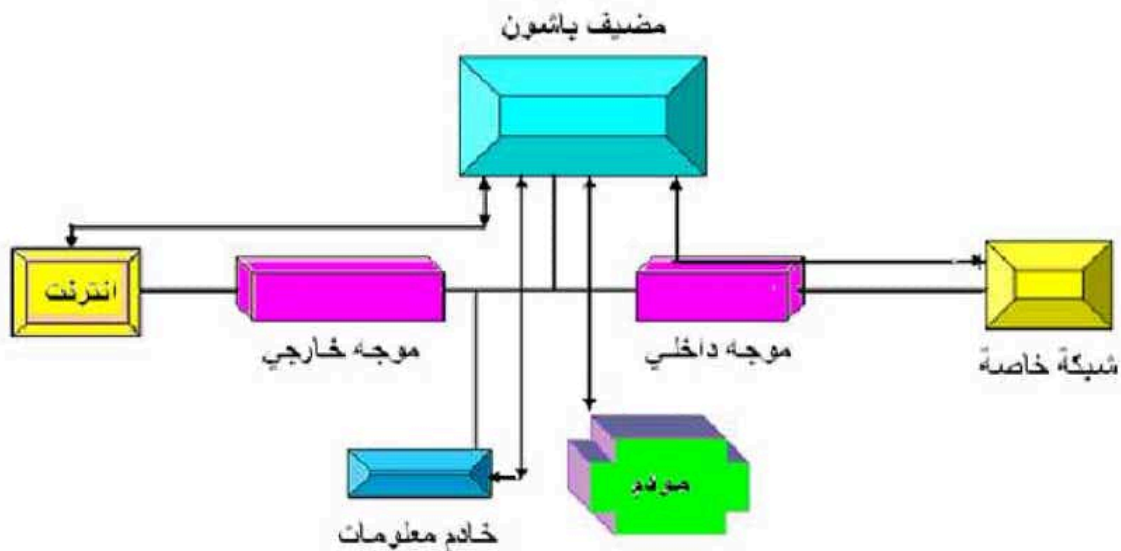 مضيف باشون
انترنت
موجه خارجي
موجه داخلي
شبكة خاصة
خادم معلومات